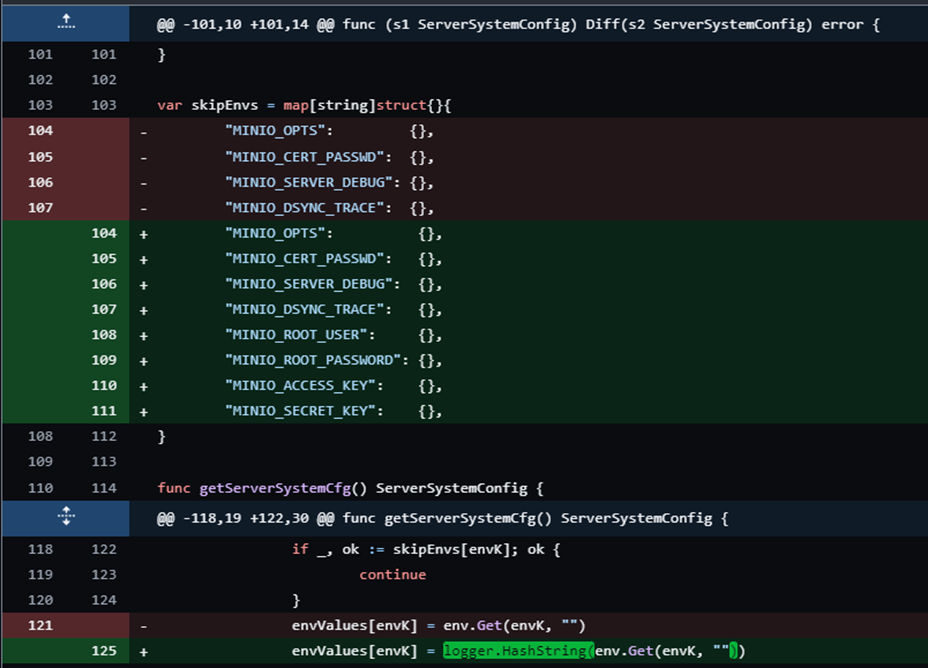 @@ -101,10 +101,14 @@ func (s1 ServerSystemConfig) Diff(s2 ServerSystemConfig) error {
101 101 }
102 102
103 103 var skipEnvs = map[string]struct{}{
104 - "MINIO_OPTS": {},
105 - "MINIO_CERT_PASSWD": {},
106 - "MINIO_SERVER_DEBUG": {},
107 - "MINIO_DSYNC_TRACE": {},
104 + "MINIO_OPTS": {},
105 + "MINIO_CERT_PASSWD": {},
106 + "MINIO_SERVER_DEBUG": {},
107 + "MINIO_DSYNC_TRACE": {},
108 + "MINIO_ROOT_USER": {},
109 + "MINIO_ROOT_PASSWORD": {},
110 + "MINIO_ACCESS_KEY": {},
111 + "MINIO_SECRET_KEY": {},
108 112 }
109 113
110 114 func getServerSystemCfg() ServerSystemConfig {
@@ -118,19 +122,30 @@ func getServerSystemCfg() ServerSystemConfig {
118 122 if _, ok := skipEnvs[envK]; ok {
119 123 continue
120 124 }
121 - envValues[envK] = env.Get(envK, "")
125 + envValues[envK] = logger.HashString(env.Get(envK, ""))